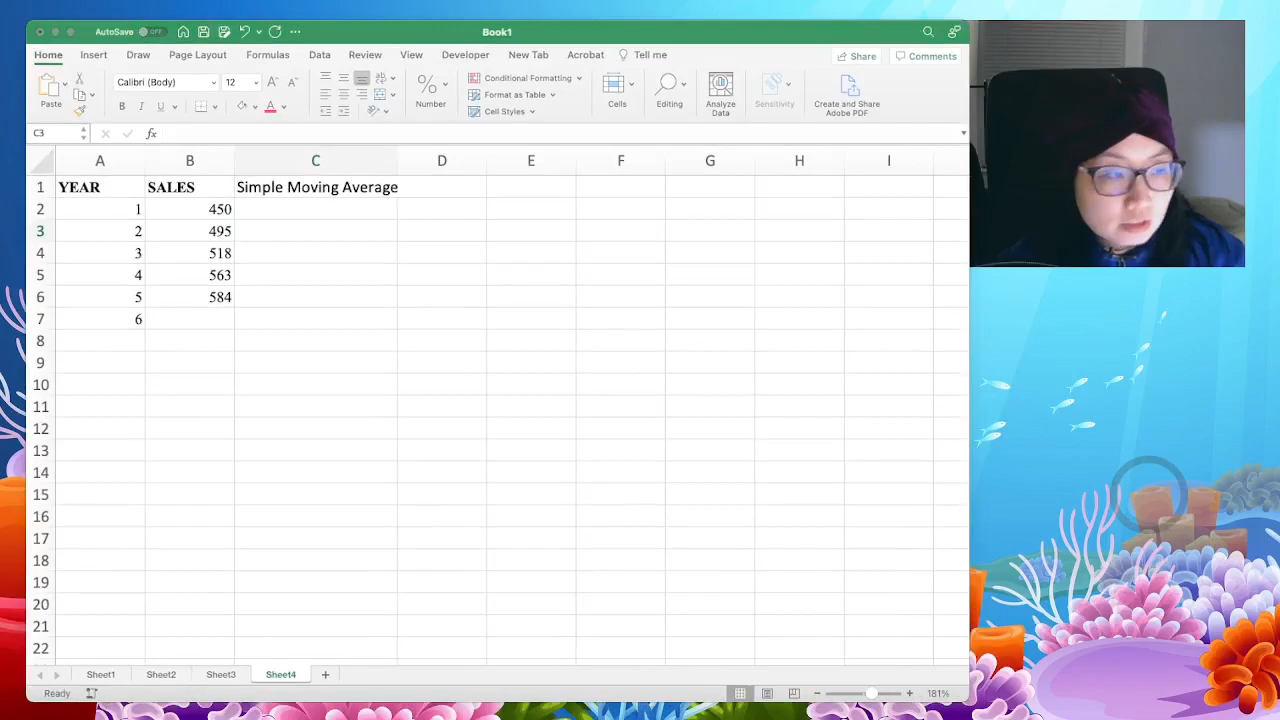 AutoSave OFF Book1
Home Insert Draw Page Layout Formulas Data Review View Developer New Tab Acrobat Tell me Share Comments
Paste Calibri (Body) 12 A A B I U A % Number Conditional Formatting Format as Table Cell Styles Cells Editing Analyze Data Sensitivity Create and Share Adobe PDF
C3 fx
A B C D E F G H I
1 YEAR SALES Simple Moving Average
2 1 450
3 2 495
4 3 518
5 4 563
6 5 584
7 6
8
9
10
11
12
13
14
15
16
17
18
19
20
21
22
Sheet1 Sheet2 Sheet3 Sheet4 +
Ready 181%